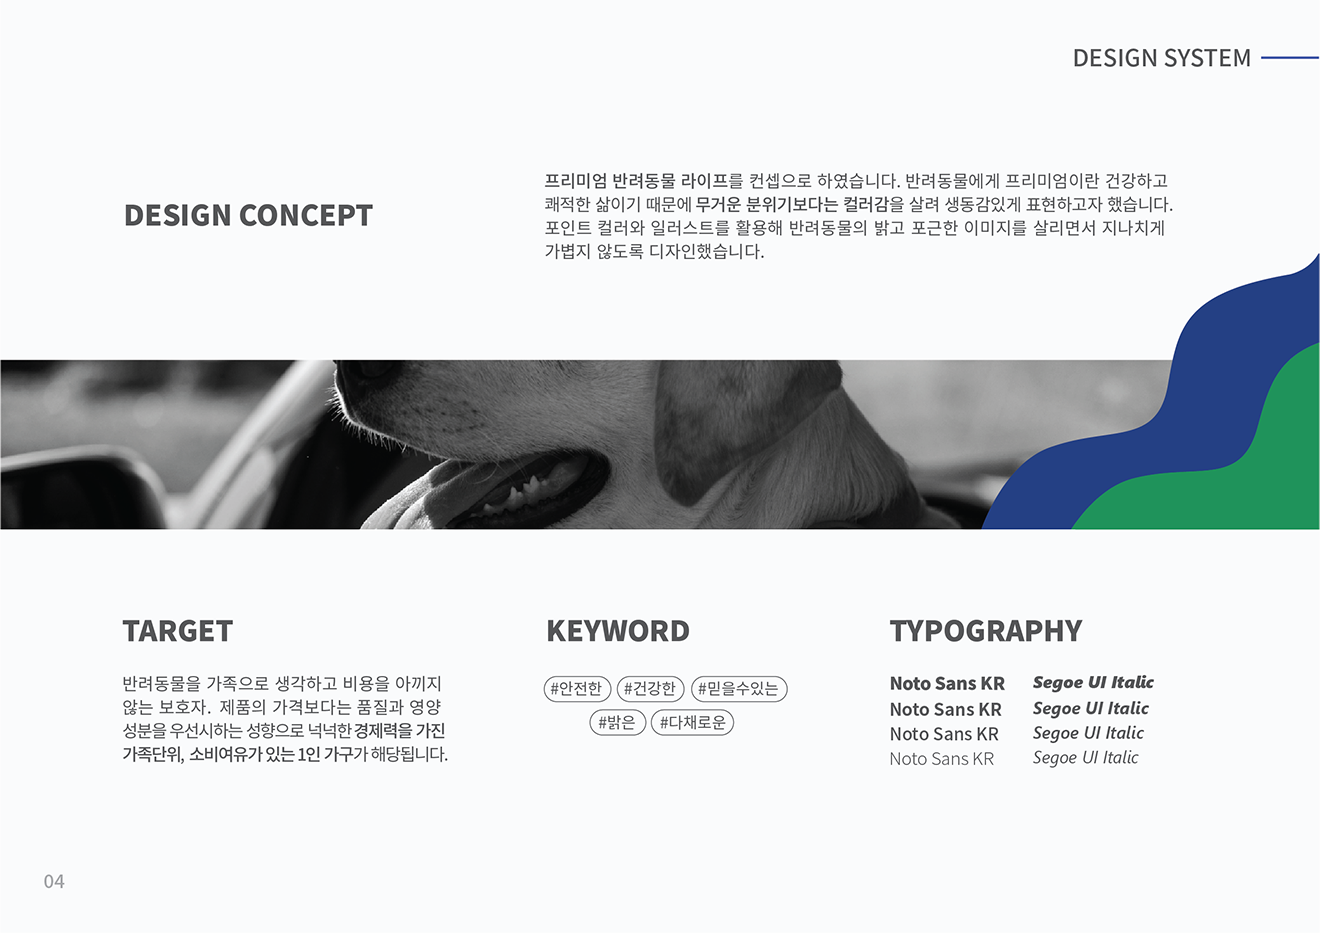 DESIGN SYSTEM
DESIGN CONCEPT
프리미엄 반려동물 라이프를 컨셉으로 하였습니다. 반려동물에게 프리미엄이란 건강하고
쾌적한 삶이기 때문에 무거운 분위기보다는 컬러감을 살려 생동감있게 표현하고자 했습니다.
포인트 컬러와 일러스트를 활용해 반려동물의 밝고 포근한 이미지를 살리면서 지나치게
가볍지 않도록 디자인했습니다.
TARGET
반려동물을 가족으로 생각하고 비용을 아끼지
않는 보호자. 제품의 가격보다는 품질과 영양
성분을 우선시하는 성향으로 넉넉한 경제력을 가진
가족단위, 소비여유가 있는 1인 가구가 해당됩니다.
KEYWORD
#안전한 #건강한 #믿을수있는
#밝은 #다채로운
TYPOGRAPHY
Noto Sans KR Segoe UI Italic
Noto Sans KR Segoe UI Italic
Noto Sans KR Segoe UI Italic
Noto Sans KR Segoe UI Italic
04